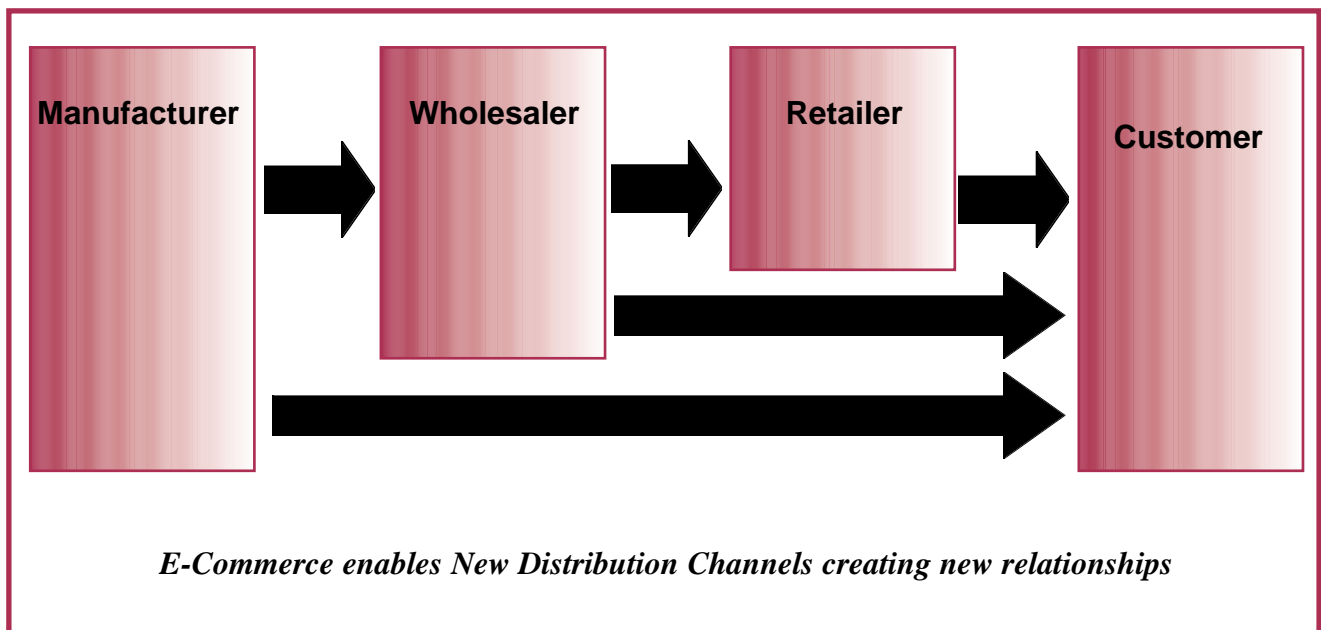 Manufacturer
Wholesaler
Retailer
Customer
E-Commerce enables New Distribution Channels creating new relationships